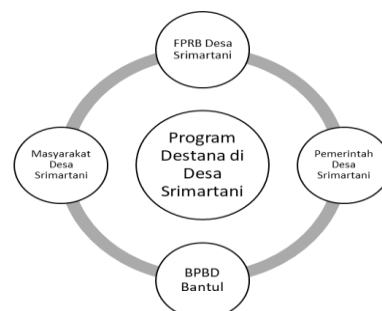 FPRB Desa
Srimartani
Masyarakat
Desa
Srimartani
Program
Destana di
Desa
Srimartani
Pemerintah
Desa
Srimartani
BPBD
Bantul